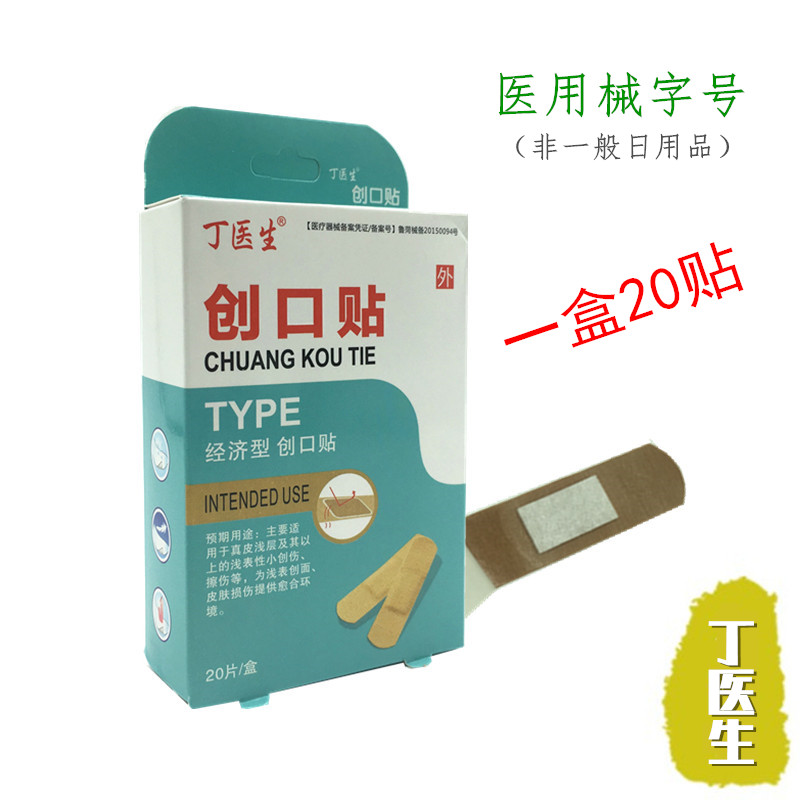 医用械字号
（非一般日用品）
丁医生
创口贴
丁医生®
【医疗器械备案凭证/备案号】鲁菏械备20150094号
外
创口贴
CHUANG KOU TIE
TYPE
经济型 创口贴
INTENDED USE
预期用途：主要适
用于真皮浅层及其以
上的浅表性小创伤、
擦伤等，为浅表创面、
皮肤损伤提供愈合环
境。
20片/盒
一盒20贴
丁医生